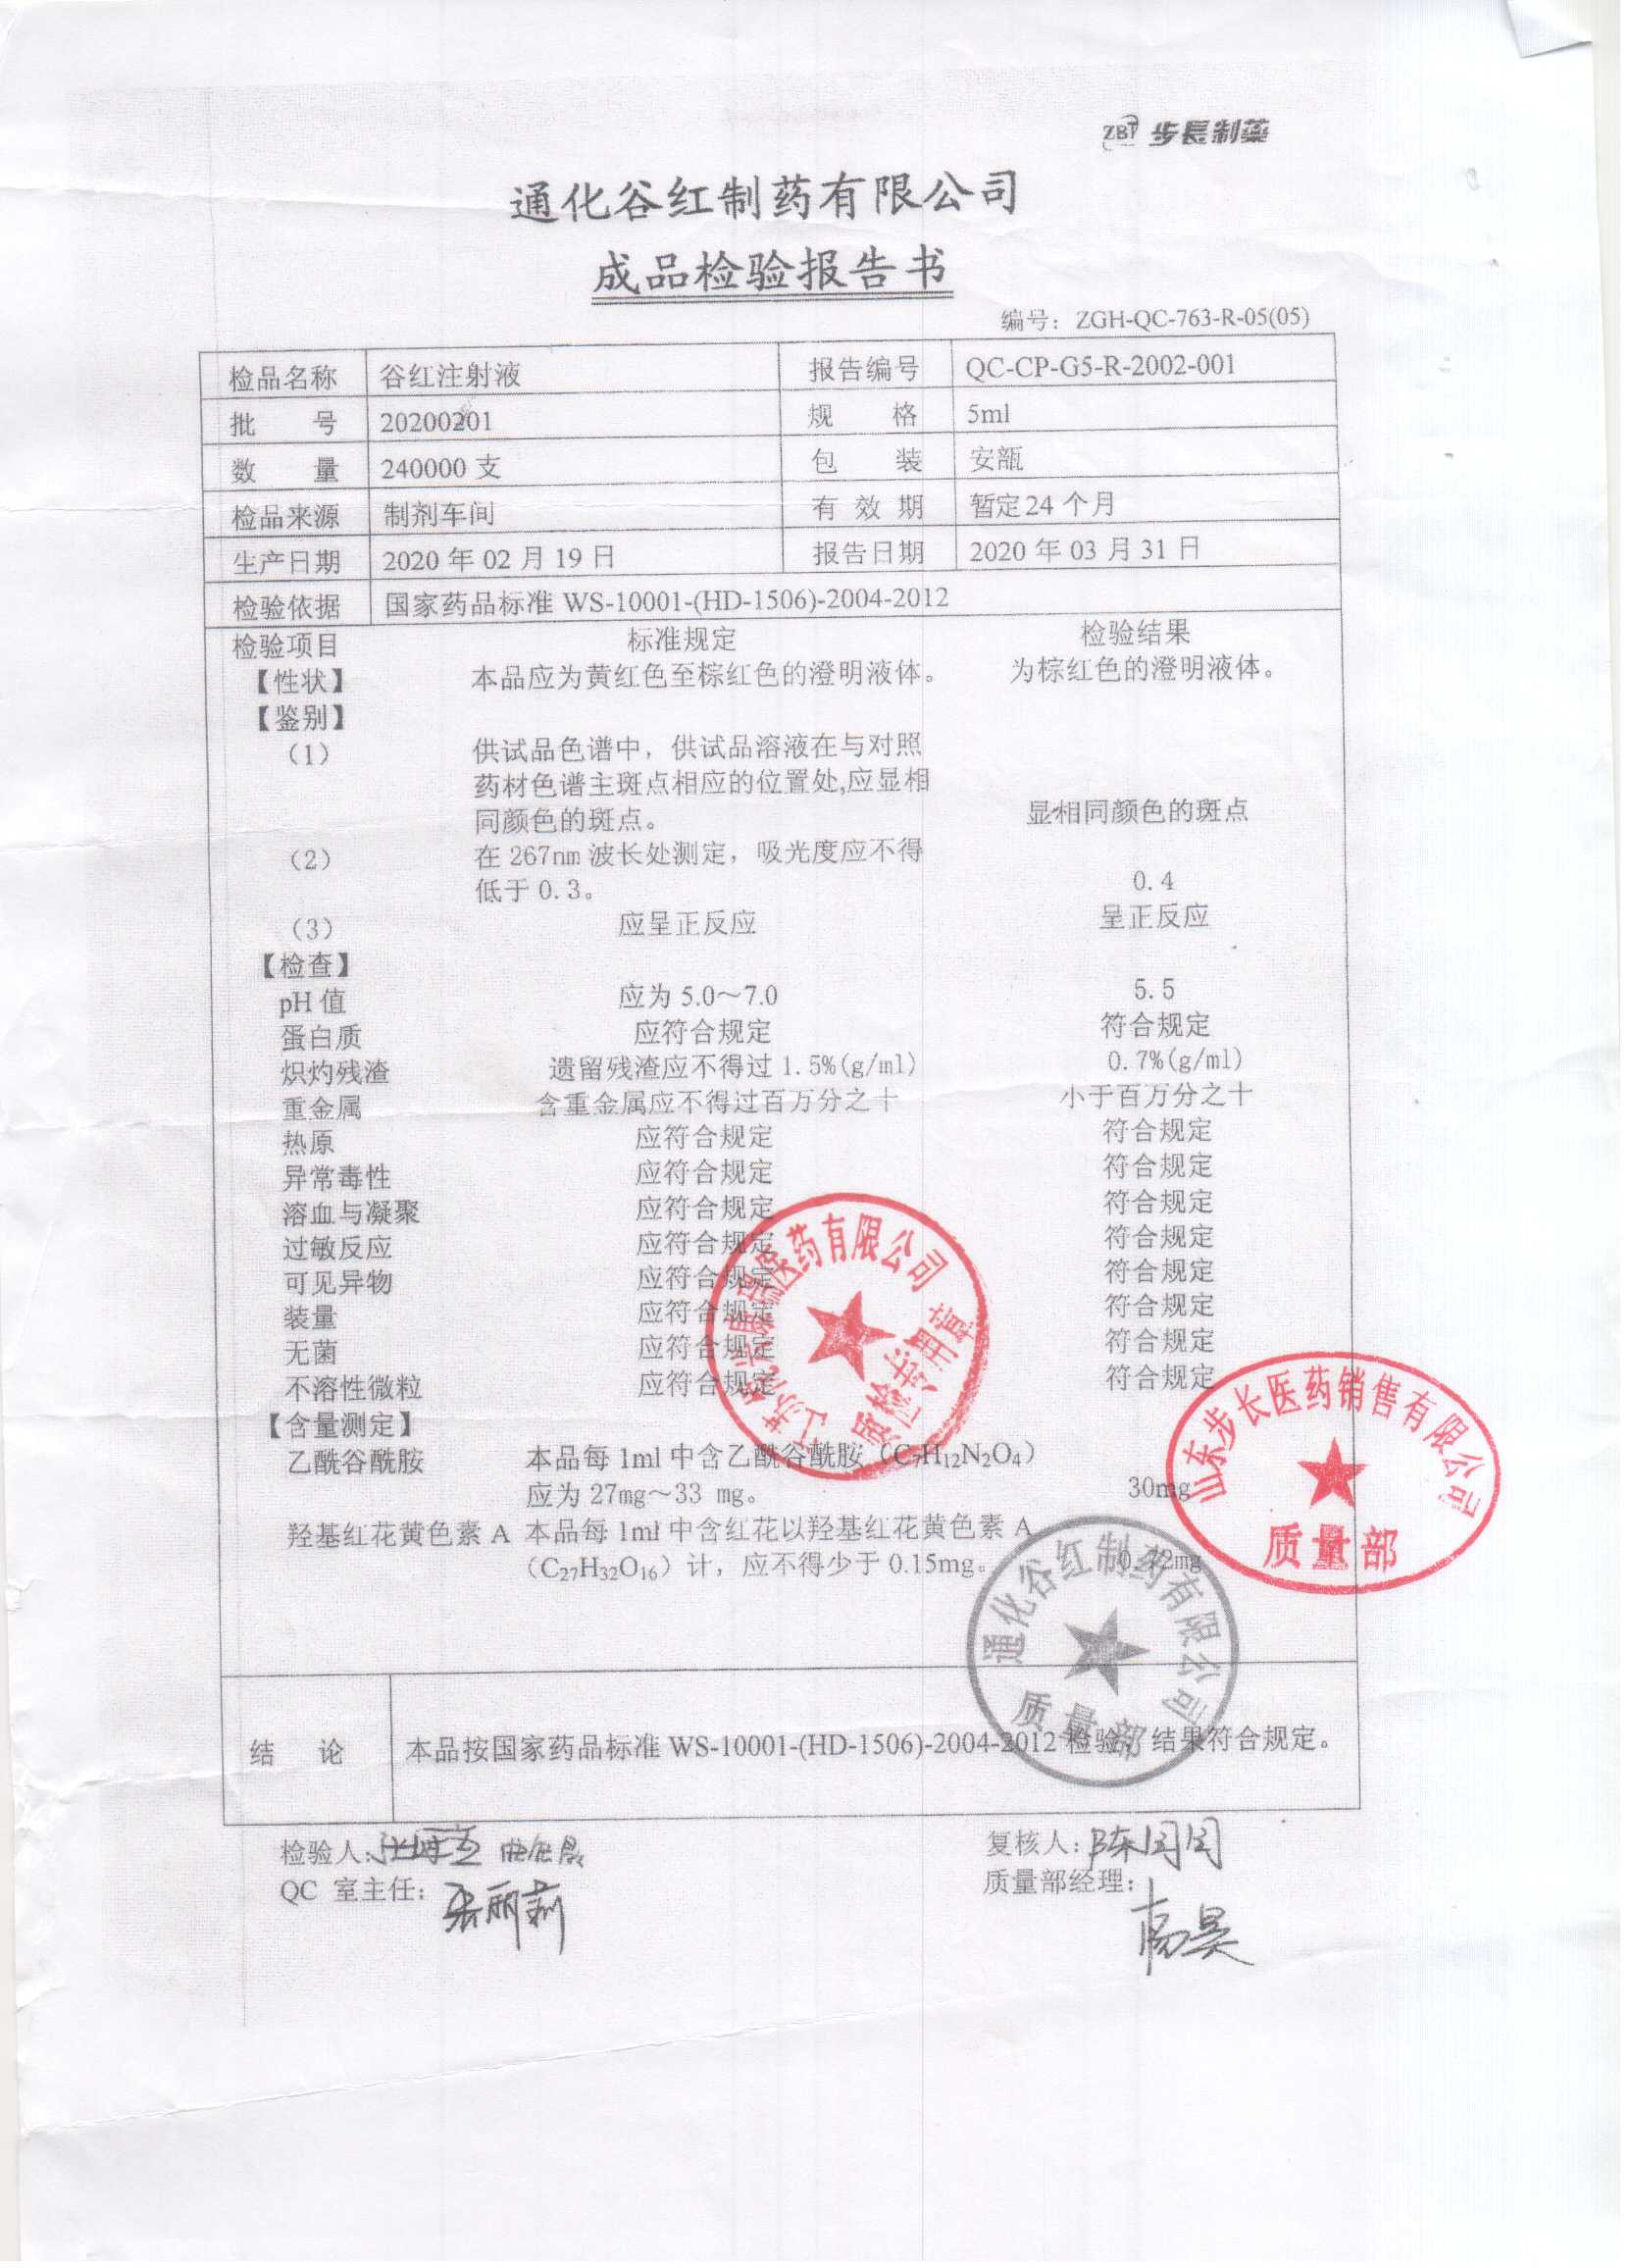 ZBT 步長制藥
通化谷红制药有限公司
成品检验报告书
编号：ZGH-QC-763-R-05(05)
检品名称 谷红注射液 报告编号 QC-CP-G5-R-2002-001
批 号 20200201 规 格 5ml
数 量 240000 支 包 装 安瓿
检品来源 制剂车间 有 效 期 暂定24 个月
生产日期 2020 年 02 月 19 日 报告日期 2020 年 03 月 31 日
检验依据 国家药品标准 WS-10001-(HD-1506)-2004-2012
检验项目 标准规定 检验结果
【性状】 本品应为黄红色至棕红色的澄明液体。 为棕红色的澄明液体。
【鉴别】
（1） 供试品色谱中，供试品溶液在与对照
药材色谱主斑点相应的位置处,应显相
同颜色的斑点。 显相同颜色的斑点
（2） 在 267nm 波长处测定，吸光度应不得
低于 0.3。 0.4
（3） 应呈正反应 呈正反应
【检查】
pH 值 应为 5.0～7.0 5.5
蛋白质 应符合规定 符合规定
炽灼残渣 遗留残渣应不得过 1.5%(g/ml) 0.7%(g/ml)
重金属 含重金属应不得过百万分之十 小于百万分之十
热原 应符合规定 符合规定
异常毒性 应符合规定 符合规定
溶血与凝聚 应符合规定 符合规定
过敏反应 应符合规定 符合规定
可见异物 应符合规定 符合规定
装量 应符合规定 符合规定
无菌 应符合规定 符合规定
不溶性微粒 应符合规定 符合规定
【含量测定】
乙酰谷酰胺 本品每 1ml 中含乙酰谷酰胺（C₇H₁₂N₂O₄）
应为 27mg～33 mg。 30mg
羟基红花黄色素 A 本品每 1ml 中含红花以羟基红花黄色素 A
（C₂₇H₃₂O₁₆）计，应不得少于 0.15mg。
医药有限公司
质检专用章
山东步长医药销售有限公司
质量部
通化谷红制药有限公司
质量部
结 论 本品按国家药品标准 WS-10001-(HD-1506)-2004-2012 检验，结果符合规定。
检验人： 复核人：陈闰闰
QC 室主任：张丽莉 质量部经理：高昊